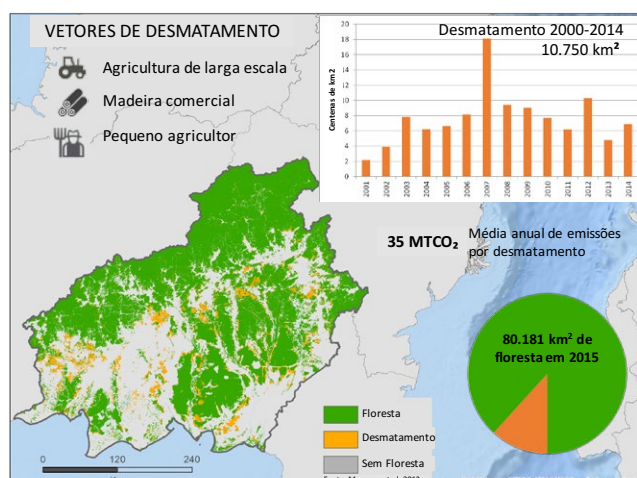 VETORES DE DESMATAMENTO
Agricultura de larga escala
Madeira comercial
Pequeno agricultor
Desmatamento 2000-2014
10.750 km²
Centenas de km2
20
18
16
14
12
10
8
6
4
2
0
2001
2002
2003
2004
2005
2006
2007
2008
2009
2010
2011
2012
2013
2014
35 MTCO₂
Média anual de emissões
por desmatamento
80.181 km² de
floresta em 2015
Floresta
Desmatamento
Sem Floresta
0 120 240